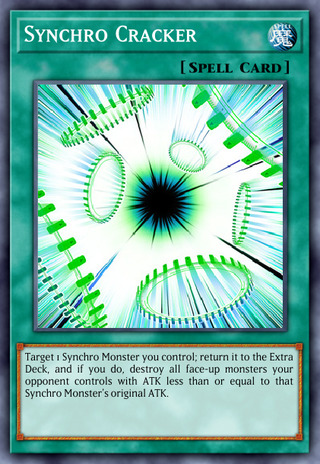 Synchro Cracker
魔
[Spell Card]
Target 1 Synchro Monster you control; return it to the Extra
Deck, and if you do, destroy all face-up monsters your
opponent controls with ATK less than or equal to that
Synchro Monster's original ATK.